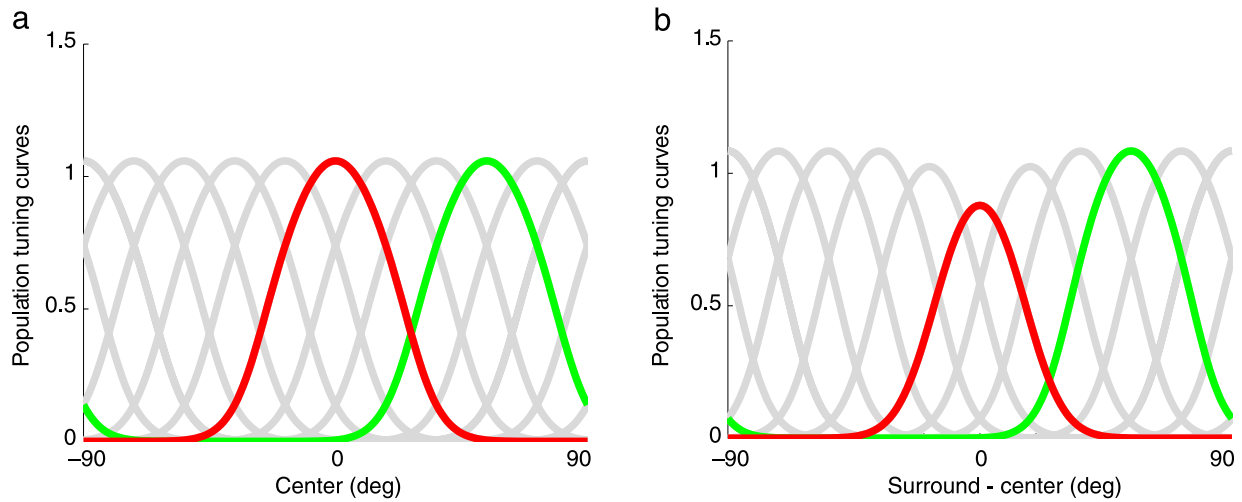 a
1.5
1
0.5
0
Population tuning curves
−90
0
90
Center (deg)
b
1.5
1
0.5
0
Population tuning curves
−90
0
90
Surround - center (deg)